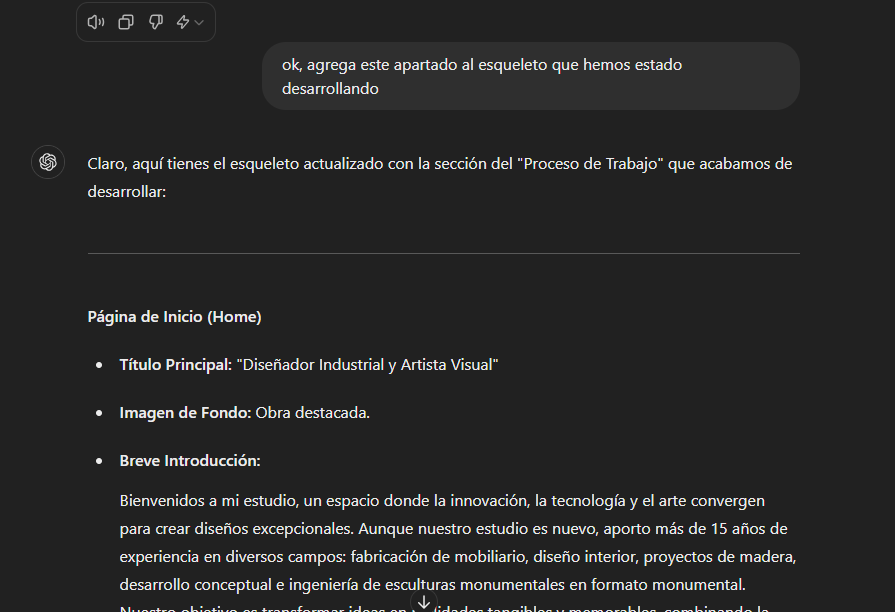 ok, agrega este apartado al esqueleto que hemos estado
desarrollando
Claro, aquí tienes el esqueleto actualizado con la sección del "Proceso de Trabajo" que acabamos de
desarrollar:
Página de Inicio (Home)
Título Principal: "Diseñador Industrial y Artista Visual"
Imagen de Fondo: Obra destacada.
Breve Introducción:
Bienvenidos a mi estudio, un espacio donde la innovación, la tecnología y el arte convergen
para crear diseños excepcionales. Aunque nuestro estudio es nuevo, aporto más de 15 años de
experiencia en diversos campos: fabricación de mobiliario, diseño interior, proyectos de madera,
desarrollo conceptual e ingeniería de esculturas monumentales en formato monumental.
Nuestro objetivo es transformar ideas en tangibles y memorables, combinando la